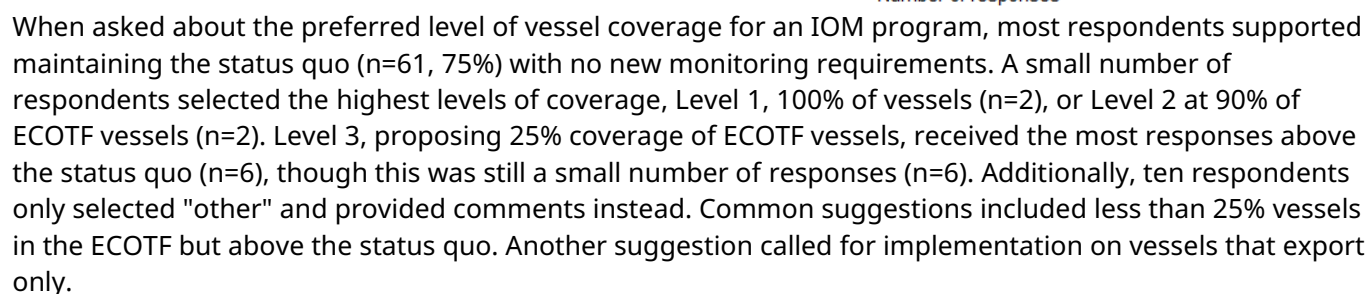 When asked about the preferred level of vessel coverage for an IOM program, most respondents supported
maintaining the status quo (n=61, 75%) with no new monitoring requirements. A small number of
respondents selected the highest levels of coverage, Level 1, 100% of vessels (n=2), or Level 2 at 90% of
ECOTF vessels (n=2). Level 3, proposing 25% coverage of ECOTF vessels, received the most responses above
the status quo (n=6), though this was still a small number of responses (n=6). Additionally, ten respondents
only selected "other" and provided comments instead. Common suggestions included less than 25% vessels
in the ECOTF but above the status quo. Another suggestion called for implementation on vessels that export
only.